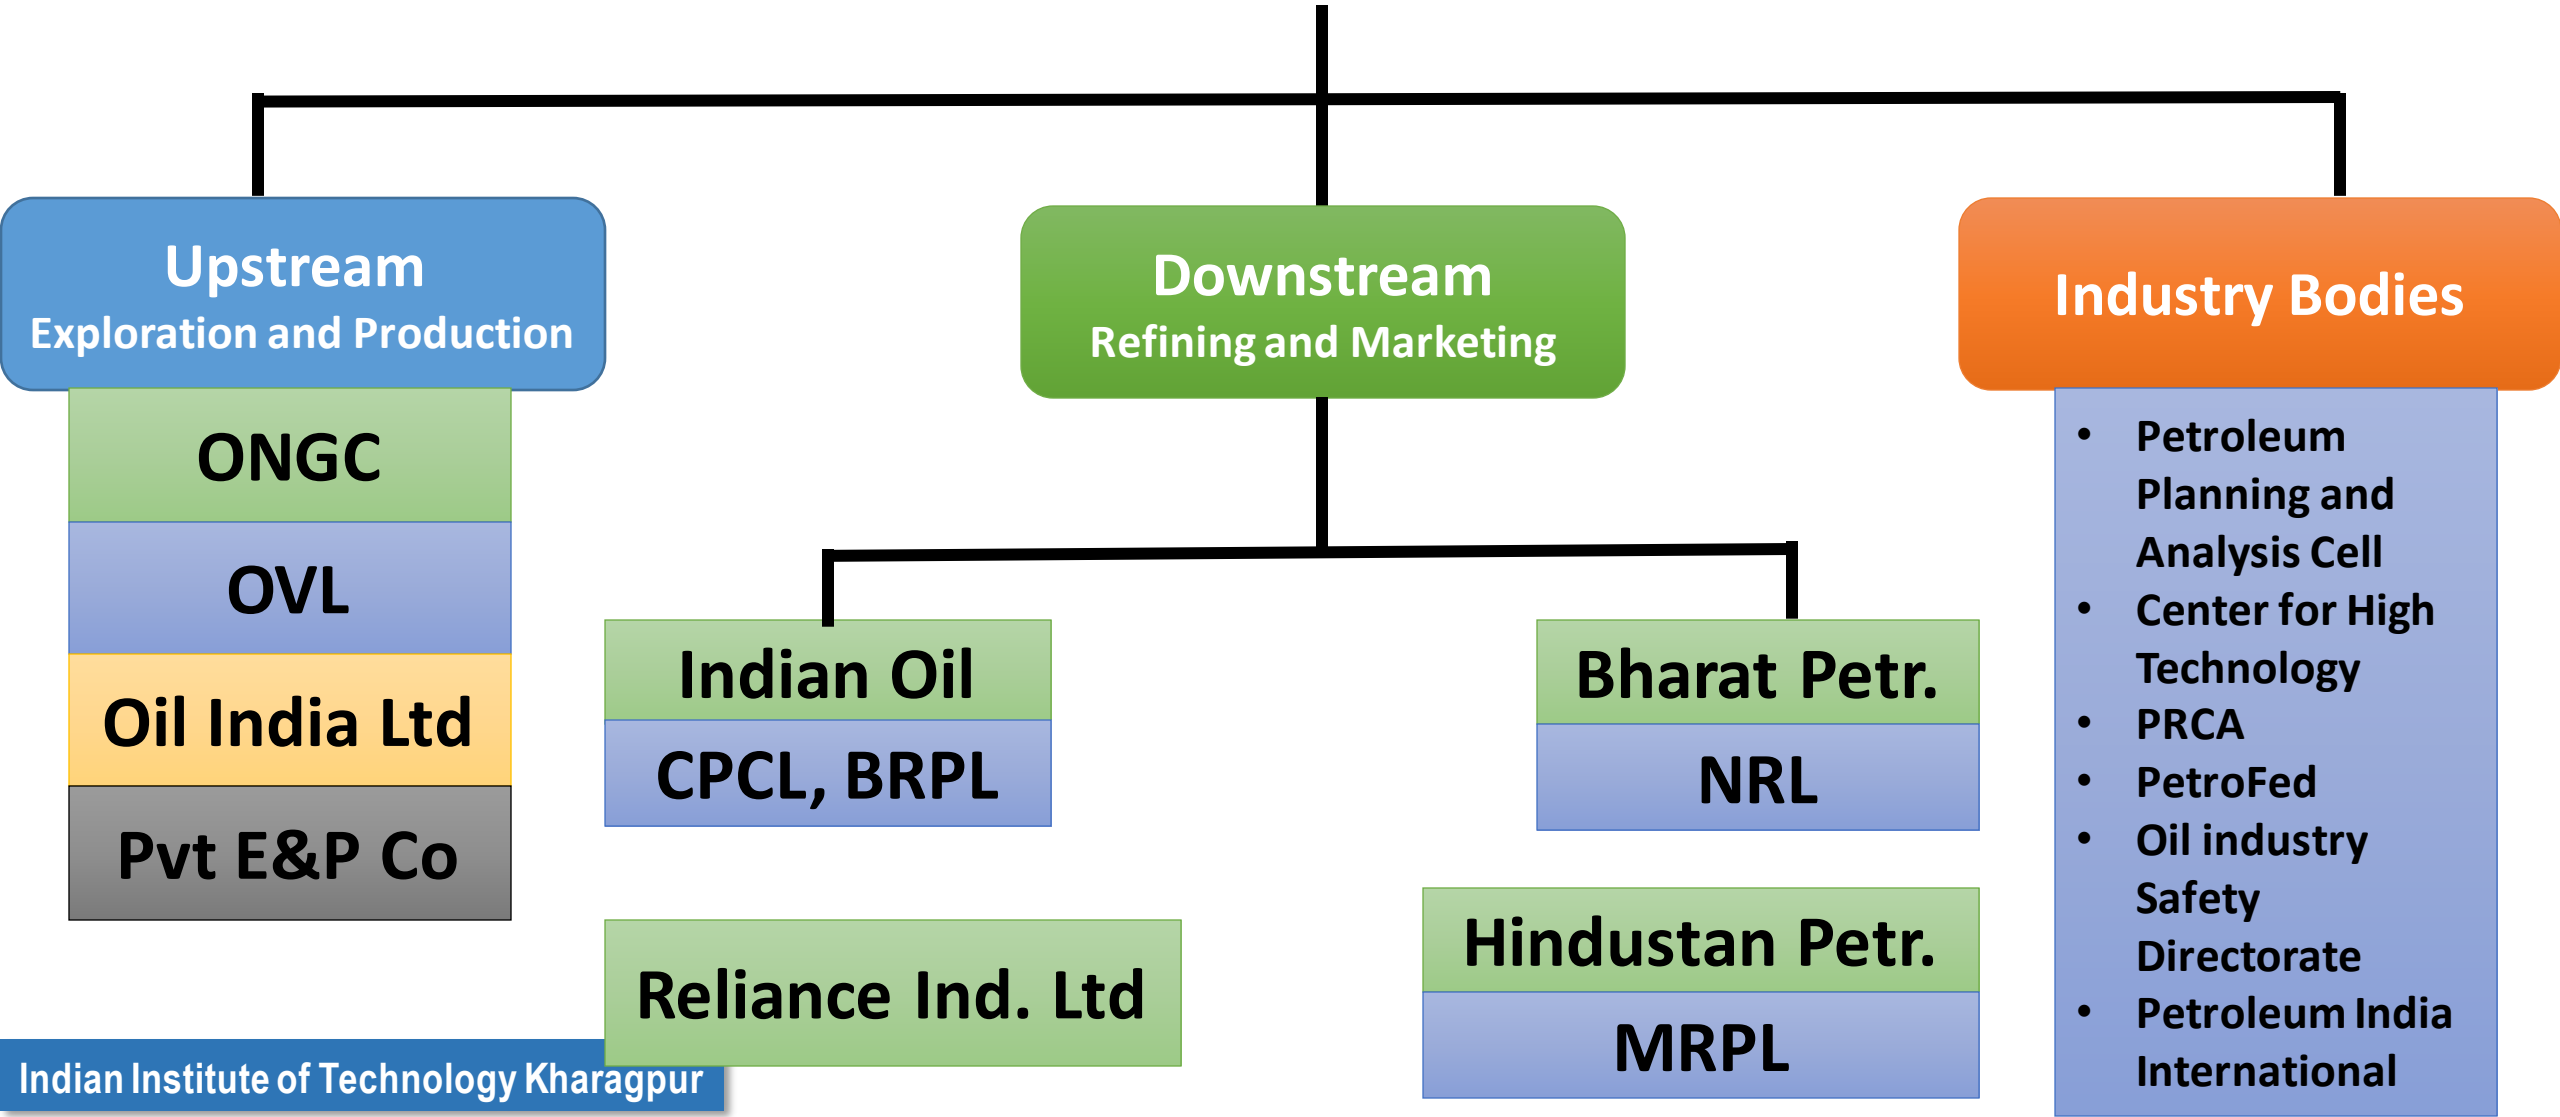 Upstream
Exploration and Production
ONGC
OVL
Oil India Ltd
Pvt E&P Co
Downstream
Refining and Marketing
Indian Oil
CPCL, BRPL
Reliance Ind. Ltd
Bharat Petr.
NRL
Hindustan Petr.
MRPL
Industry Bodies
• Petroleum
Planning and
Analysis Cell
• Center for High
Technology
• PRCA
• PetroFed
• Oil industry
Safety
Directorate
• Petroleum India
International
Indian Institute of Technology Kharagpur